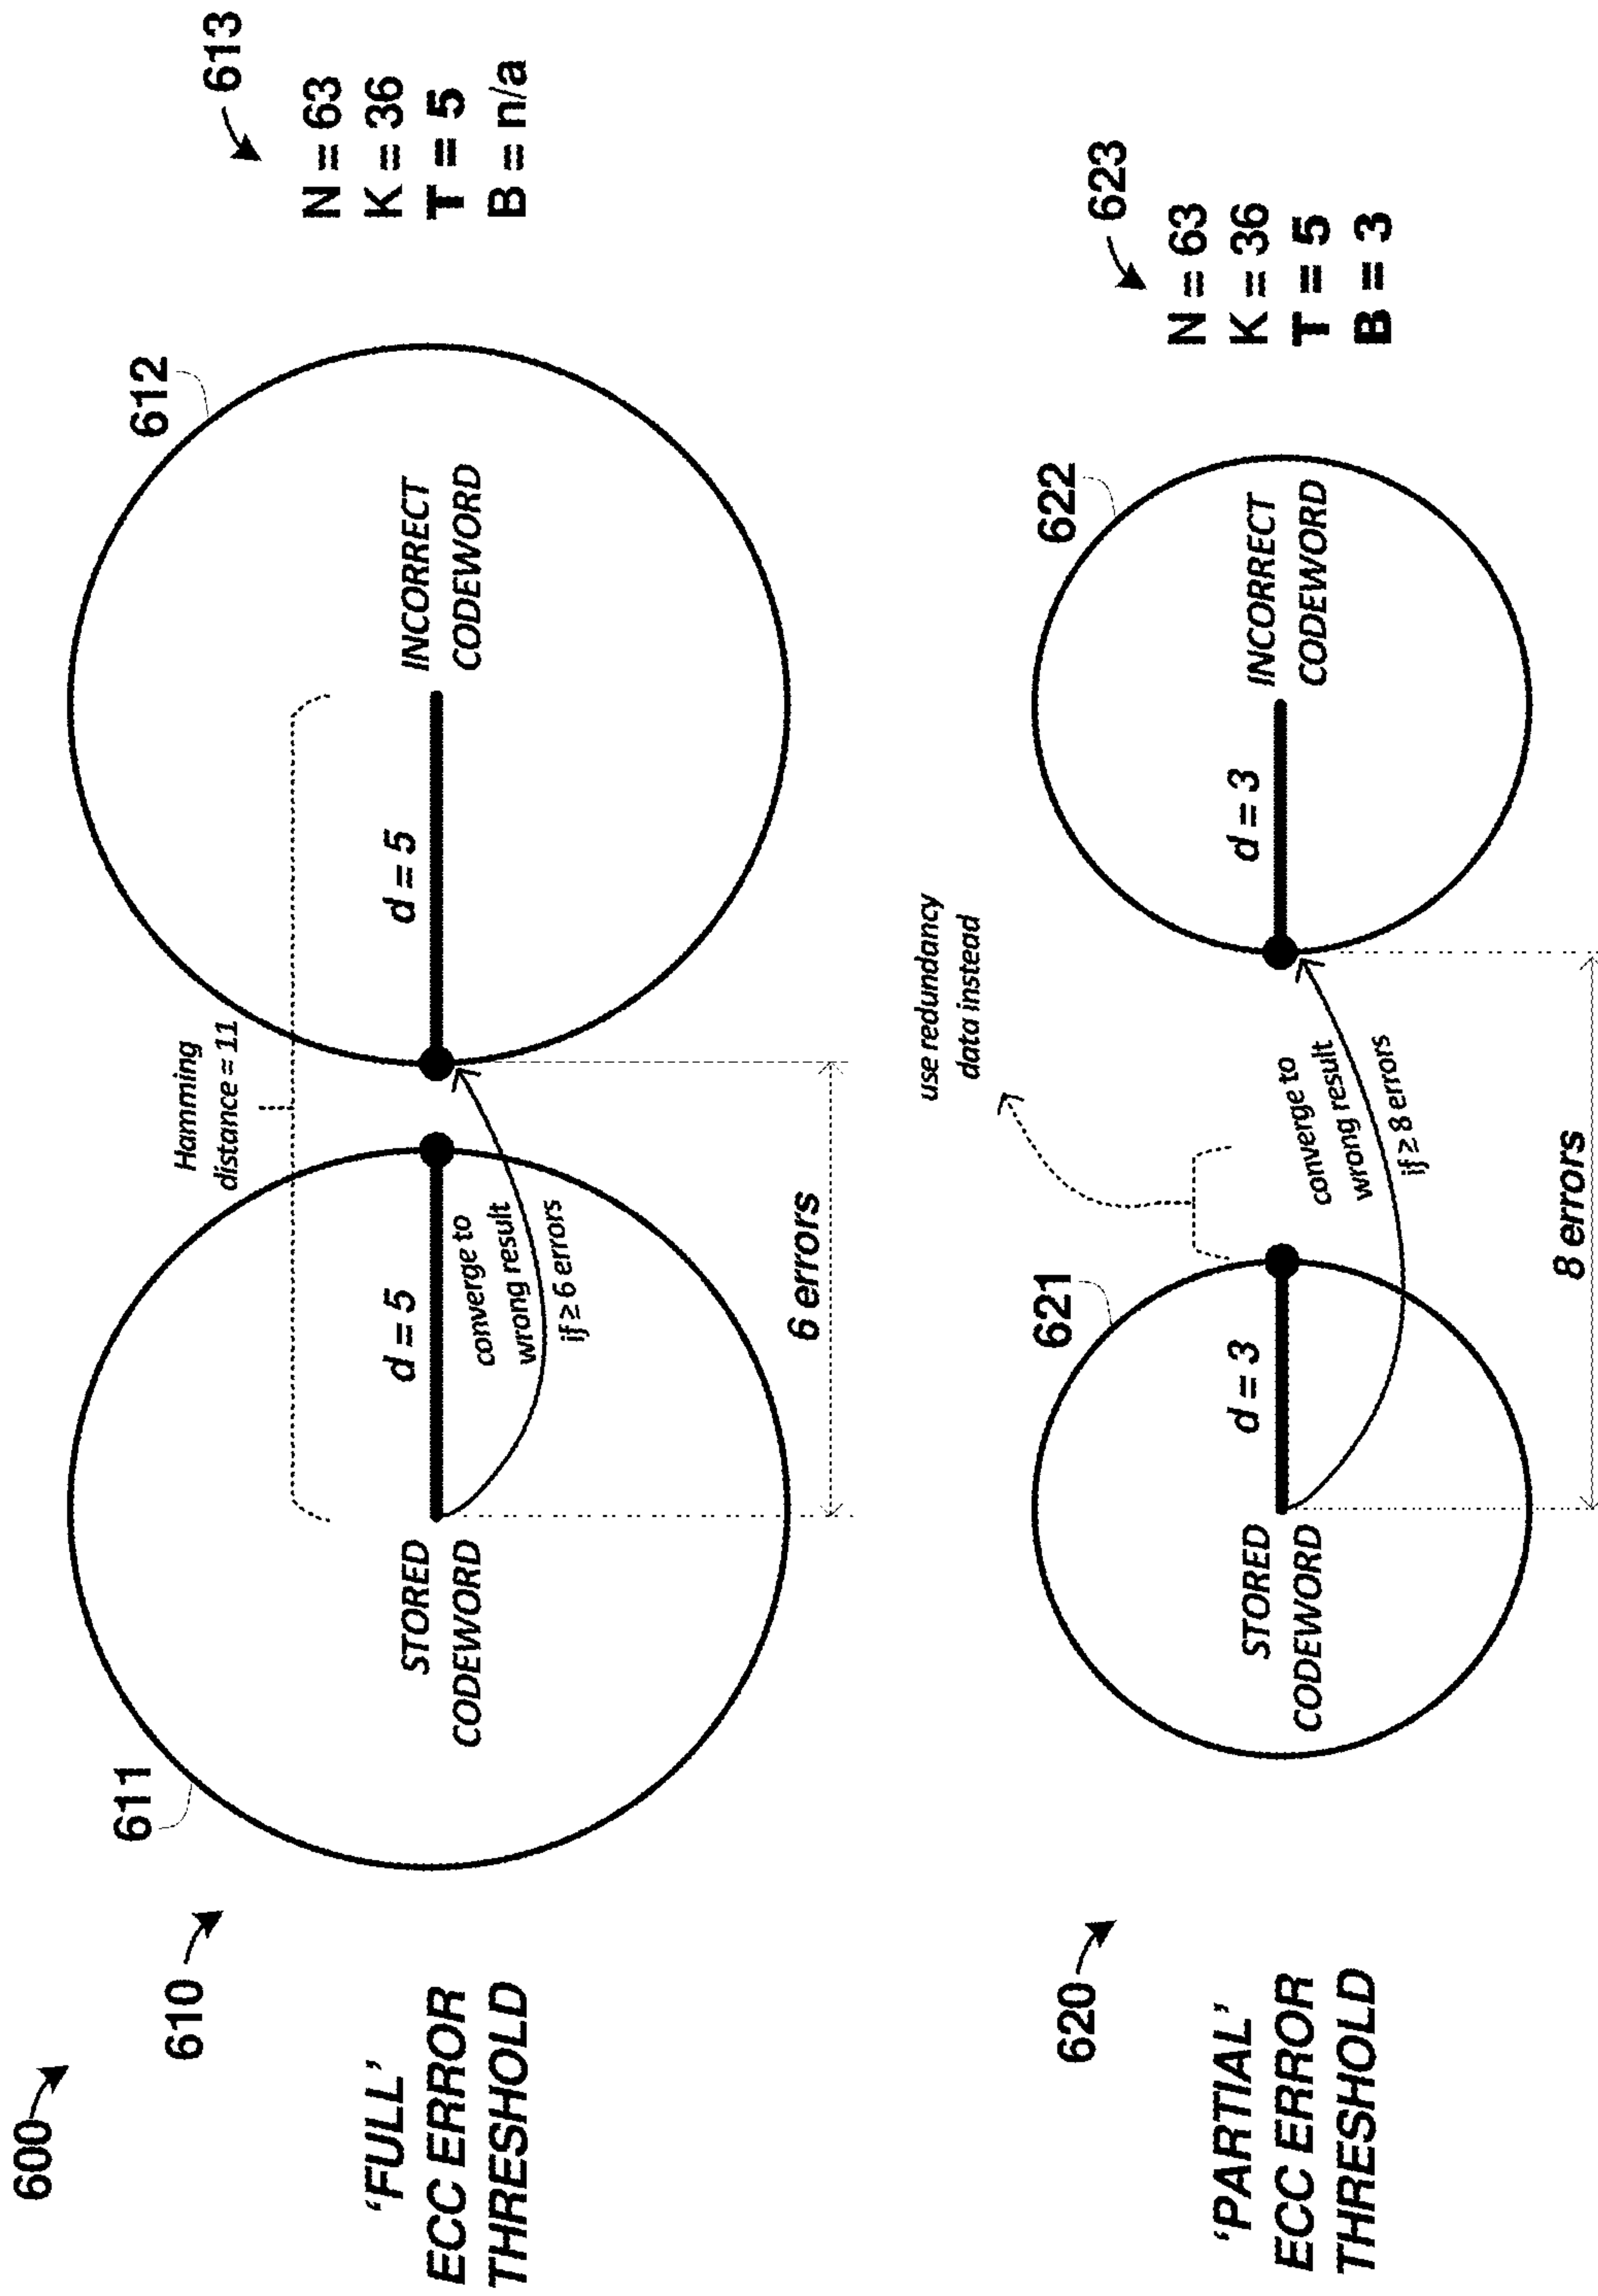 600
610
'FULL'
ECC ERROR
THRESHOLD
611
STORED
CODEWORD
d = 5
converge to
wrong result
if ≥ 6 errors
6 errors
Hamming
distance = 11
d = 5
INCORRECT
CODEWORD
612
613
N = 63
K = 36
T = 5
B = n/a
620
'PARTIAL'
ECC ERROR
THRESHOLD
621
STORED
CODEWORD
d = 3
use redundancy
data instead
converge to
wrong result
if ≥ 8 errors
8 errors
d = 3
INCORRECT
CODEWORD
622
623
N = 63
K = 36
T = 5
B = 3